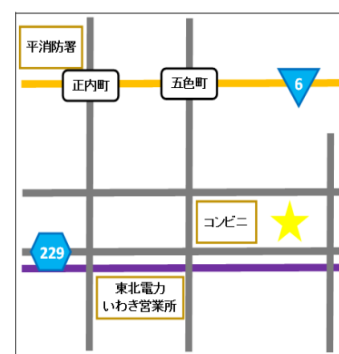 平消防署
正内町
五色町
6
コンビニ
229
東北電力
いわき営業所